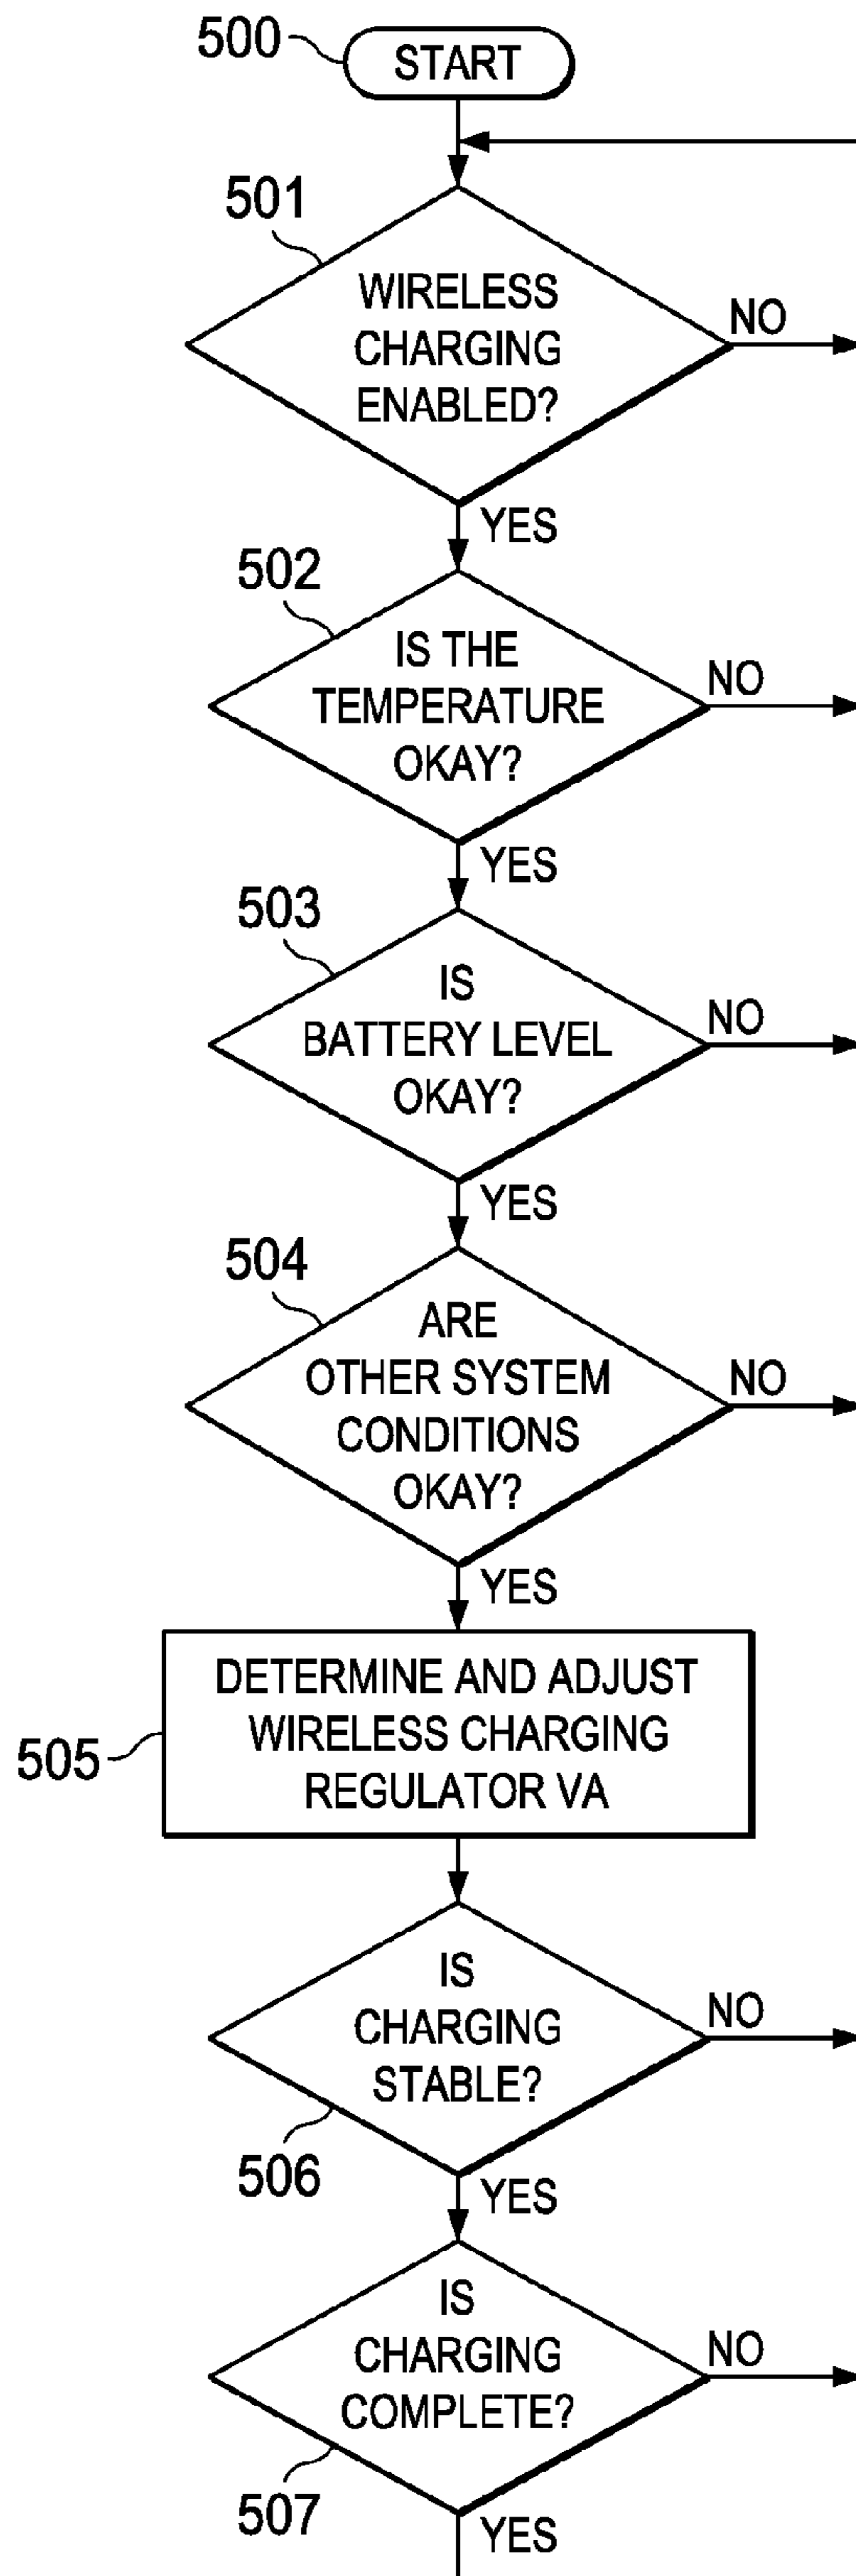 500
START
501
WIRELESS
CHARGING
ENABLED?
NO
YES
502
IS THE
TEMPERATURE
OKAY?
NO
YES
503
IS
BATTERY LEVEL
OKAY?
NO
YES
504
ARE
OTHER SYSTEM
CONDITIONS
OKAY?
NO
YES
505
DETERMINE AND ADJUST
WIRELESS CHARGING
REGULATOR VA
IS
CHARGING
STABLE?
NO
506
YES
IS
CHARGING
COMPLETE?
NO
507
YES